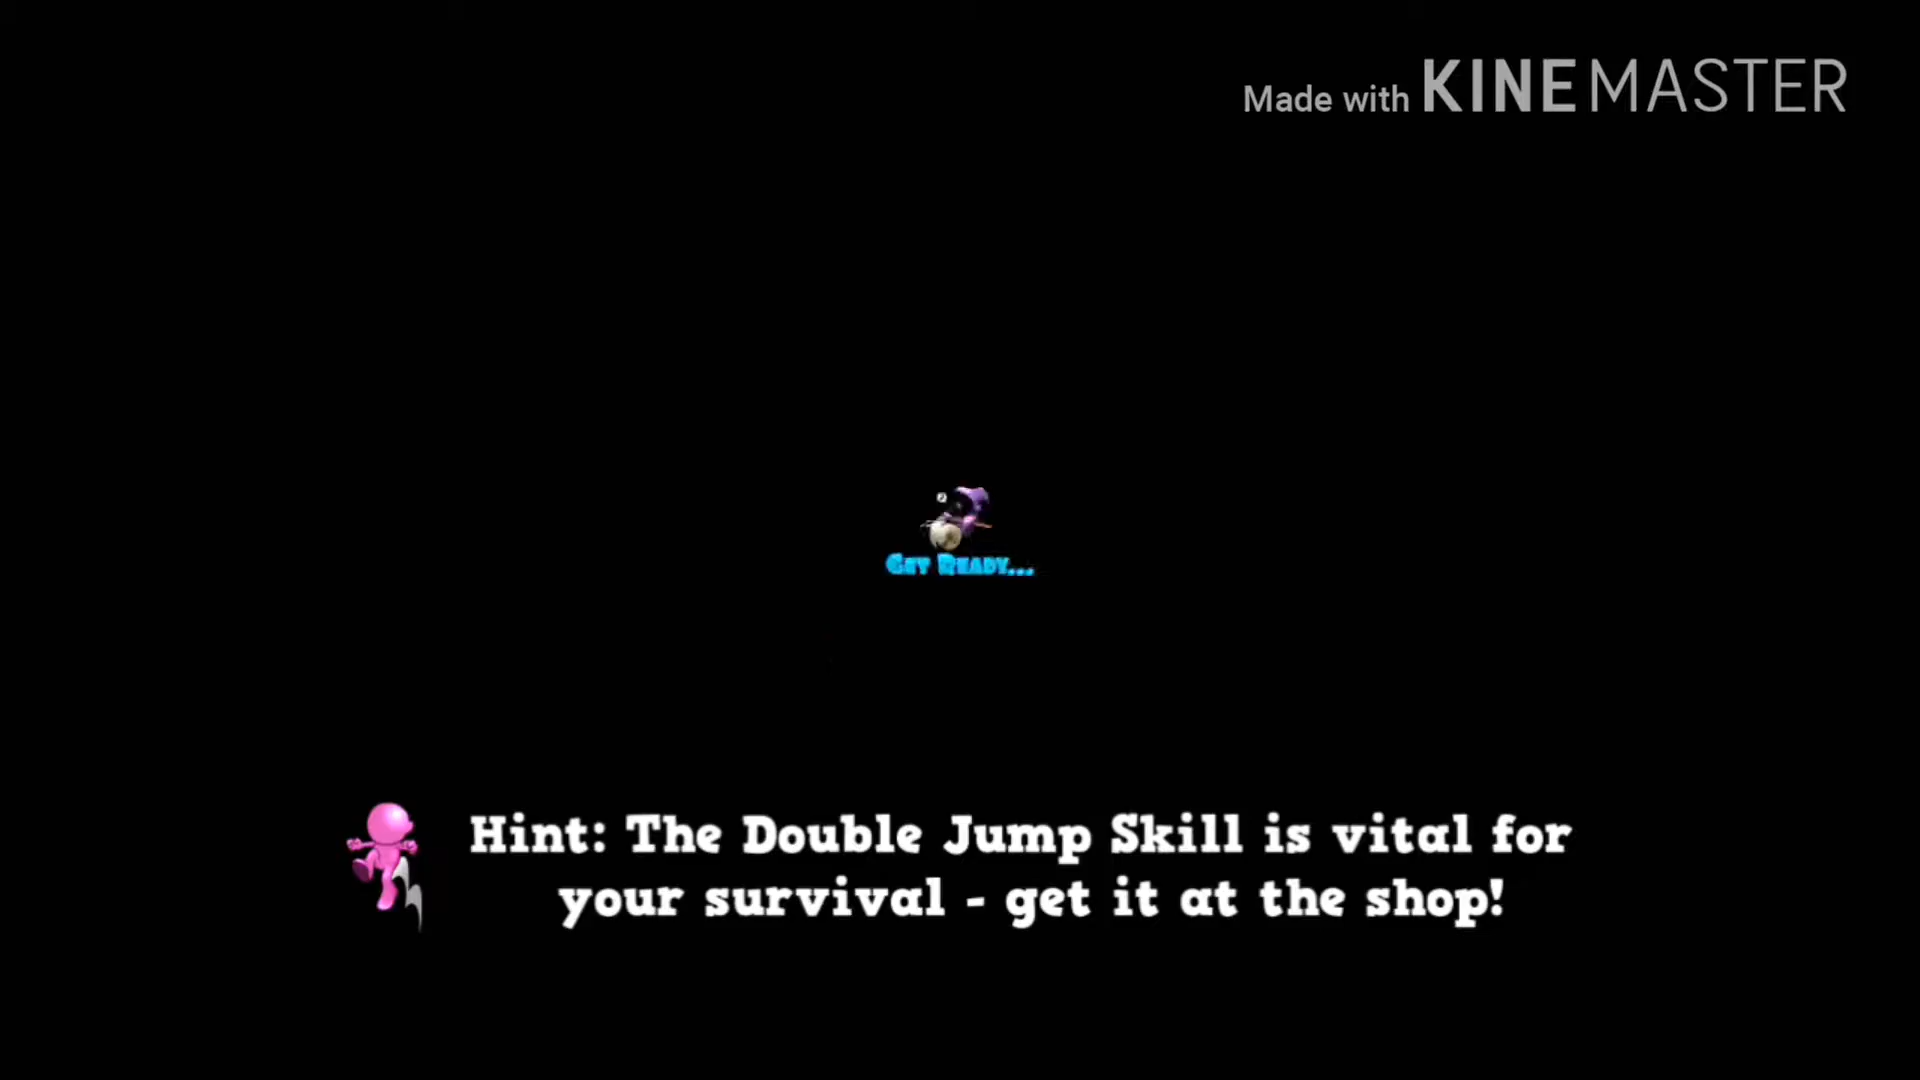 Made with KINEMASTER
Get Ready...
Hint: The Double Jump Skill is vital for
your survival - get it at the shop!